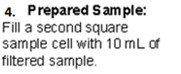 4. Prepared Sample:
Fill a second square
sample cell with 10 mL of
filtered sample.